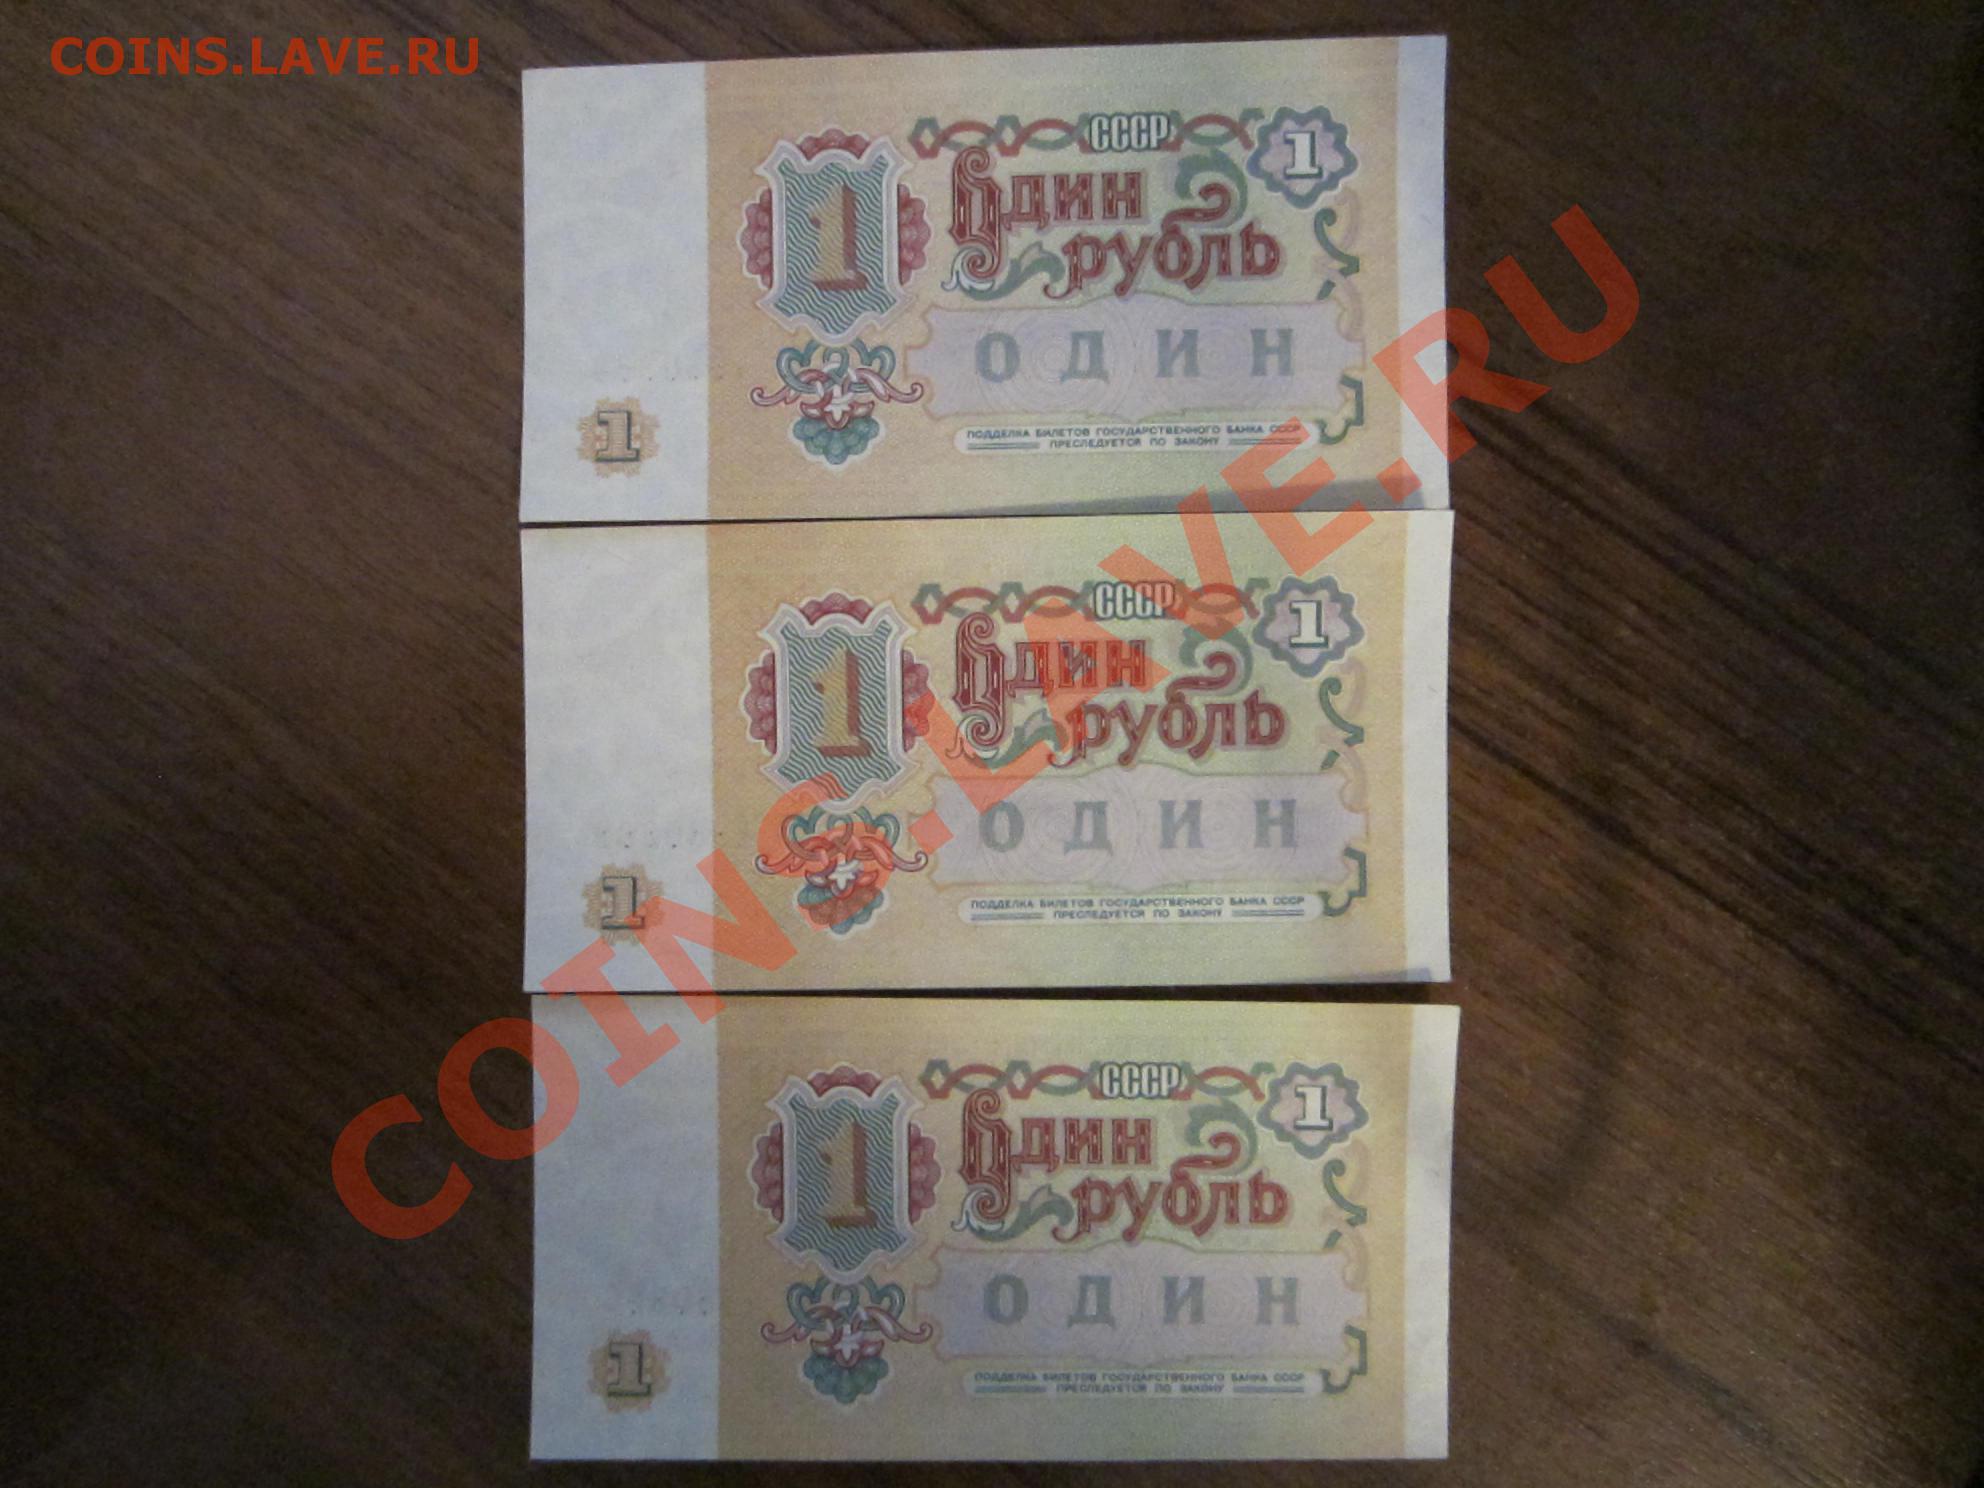 COINS.LAVE.RU
СССР
1
1
Один
рубль
ОДИН
ПОДДЕЛКА БИЛЕТОВ ГОСУДАРСТВЕННОГО БАНКА СССР
ПРЕСЛЕДУЕТСЯ ПО ЗАКОНУ
1
СССР
1
1
Один
рубль
ОДИН
ПОДДЕЛКА БИЛЕТОВ ГОСУДАРСТВЕННОГО БАНКА СССР
ПРЕСЛЕДУЕТСЯ ПО ЗАКОНУ
1
СССР
1
1
Один
рубль
ОДИН
ПОДДЕЛКА БИЛЕТОВ ГОСУДАРСТВЕННОГО БАНКА СССР
ПРЕСЛЕДУЕТСЯ ПО ЗАКОНУ
1
COINS.LAVE.RU